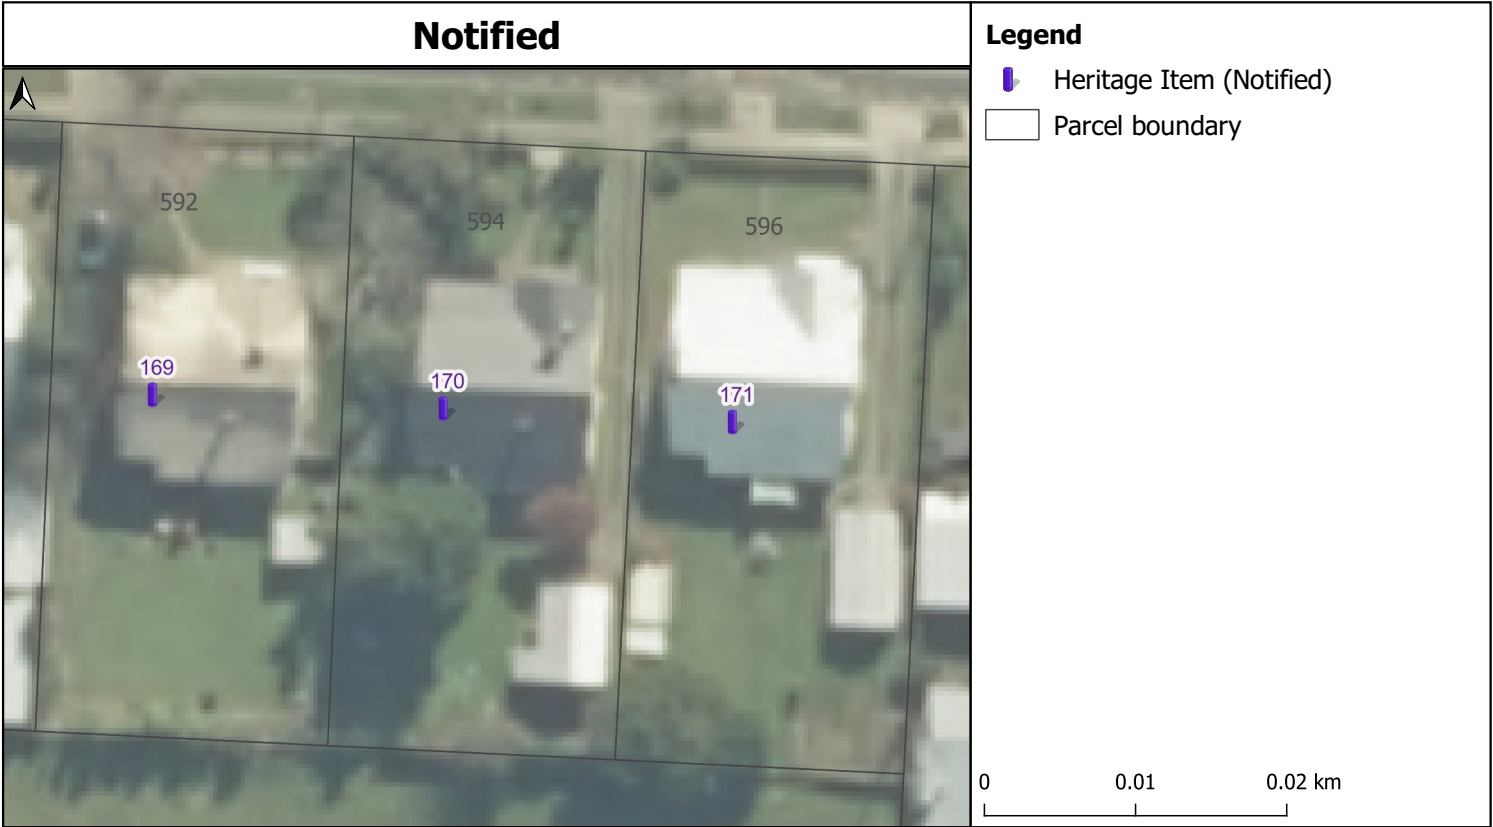 Notified
Legend
Heritage Item (Notified)
Parcel boundary
592
594
596
169
170
171
0 0.01 0.02 km